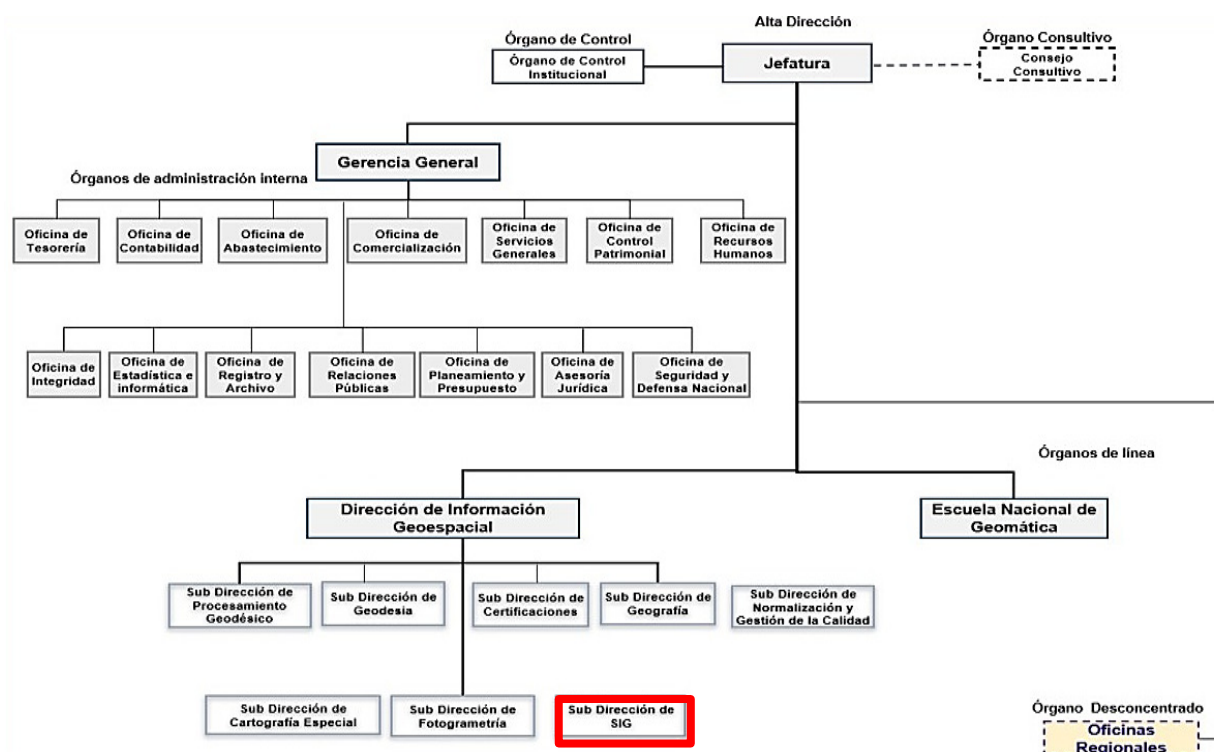 Alta Dirección
Órgano de Control
Órgano Consultivo
Órgano de Control
Institucional
Jefatura
Consejo
Consultivo
Gerencia General
Órganos de administración interna
Oficina de
Tesorería
Oficina de
Contabilidad
Oficina de
Abastecimiento
Oficina de
Comercialización
Oficina de
Servicios
Generales
Oficina de
Control
Patrimonial
Oficina de
Recursos
Humanos
Oficina de
Integridad
Oficina de
Estadística e
informática
Oficina de
Registro y
Archivo
Oficina de
Relaciones
Públicas
Oficina de
Planeamiento y
Presupuesto
Oficina de
Asesoría
Jurídica
Oficina de
Seguridad y
Defensa Nacional
Órganos de línea
Dirección de Información
Geoespacial
Escuela Nacional de
Geomática
Sub Dirección de
Procesamiento
Geodésico
Sub Dirección de
Geodesia
Sub Dirección de
Certificaciones
Sub Dirección de
Geografía
Sub Dirección de
Normalización y
Gestión de la Calidad
Sub Dirección de
Cartografía Especial
Sub Dirección de
Fotogrametría
Sub Dirección de
SIG
Órgano Desconcentrado
Oficinas
Regionales